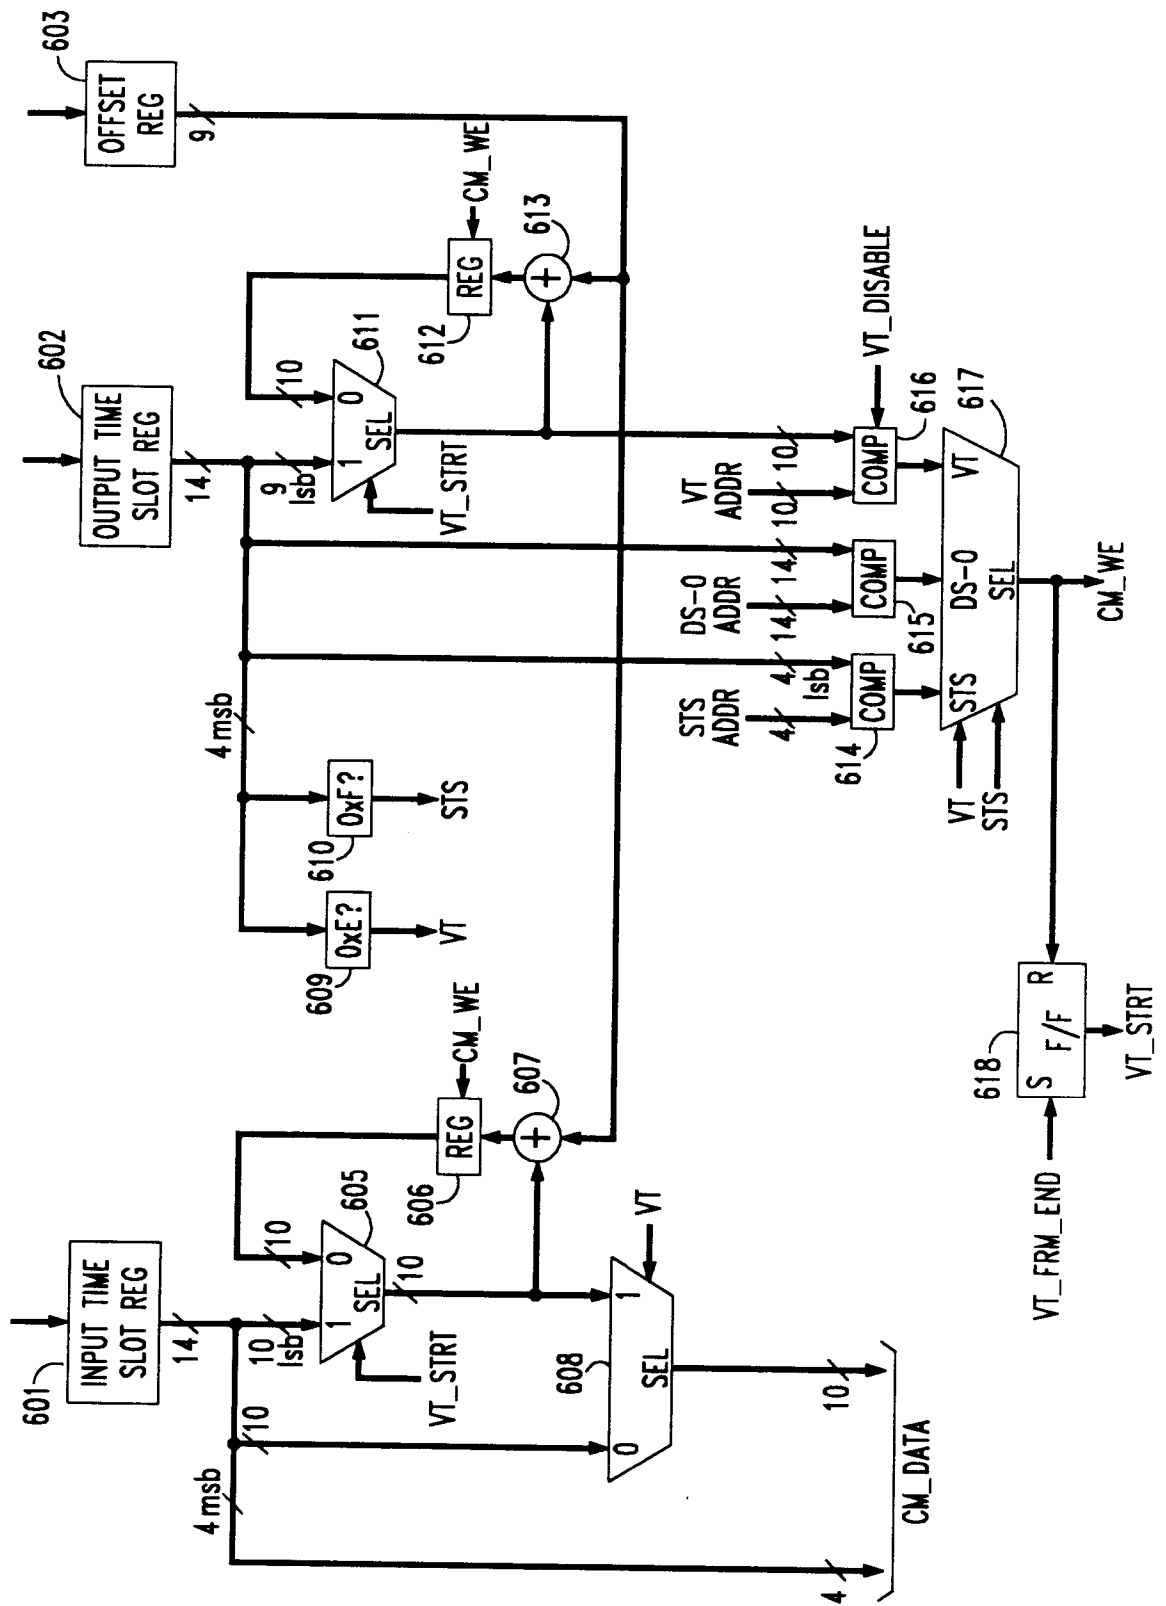 601
INPUT TIME
SLOT REG
14
10
lsb
10
4 msb
10
1
0
SEL
605
VT_STRT
10
REG
606
CM_WE
607
608
0
1
SEL
VT
4
10
CM_DATA
602
OUTPUT TIME
SLOT REG
14
9
lsb
4 msb
0xE?
609
VT
0xF?
610
STS
10
1
0
SEL
611
VT_STRT
REG
612
CM_WE
613
603
OFFSET
REG
9
STS
ADDR
4
4
lsb
COMP
614
DS-0
ADDR
14
14
COMP
615
VT
ADDR
10
10
COMP
616
VT_DISABLE
617
STS
DS-0
VT
SEL
VT
STS
CM_WE
618
S
R
F/F
VT_FRM_END
VT_STRT